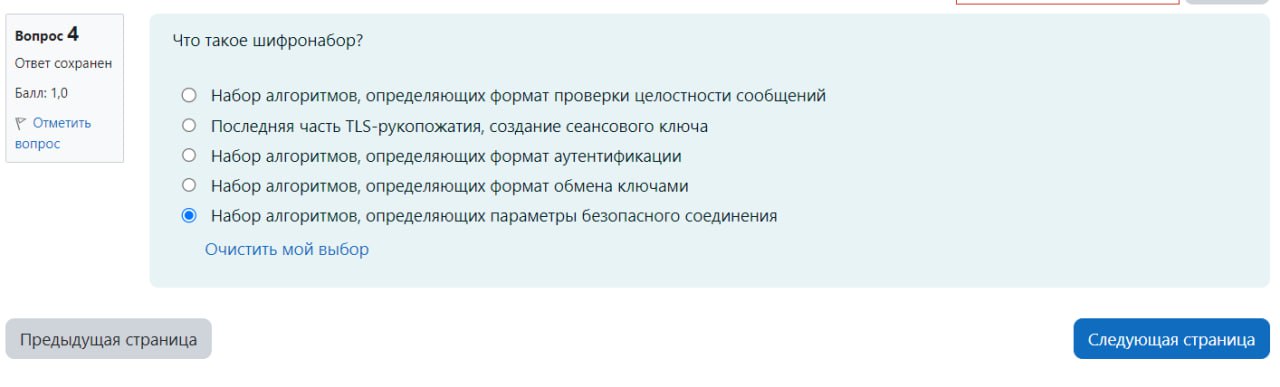 Вопрос 4
Ответ сохранен
Балл: 1,0
Отметить
вопрос
Что такое шифронабор?
Набор алгоритмов, определяющих формат проверки целостности сообщений
Последняя часть TLS-рукопожатия, создание сеансового ключа
Набор алгоритмов, определяющих формат аутентификации
Набор алгоритмов, определяющих формат обмена ключами
Набор алгоритмов, определяющих параметры безопасного соединения
Очистить мой выбор
Предыдущая страница
Следующая страница